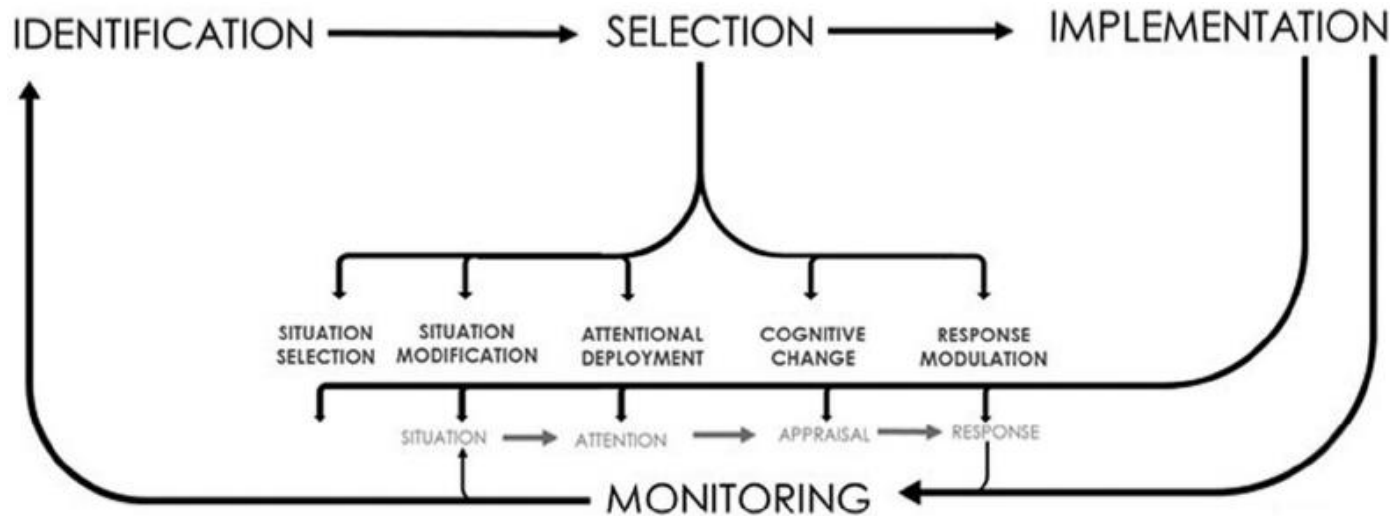 IDENTIFICATION SELECTION IMPLEMENTATION
SITUATION SITUATION ATTENTIONAL COGNITIVE RESPONSE
SELECTION MODIFICATION DEPLOYMENT CHANGE MODULATION
SITUATION ATTENTION APPRAISAL RESPONSE
MONITORING